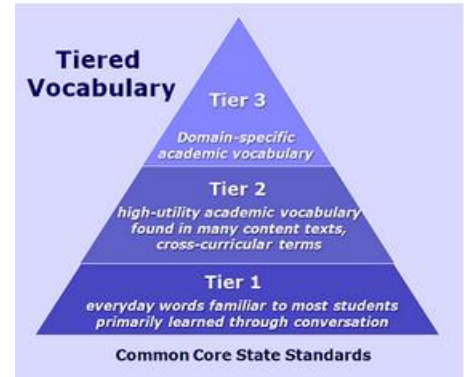 Tiered
Vocabulary
Tier 3
Domain-specific
academic vocabulary
Tier 2
high-utility academic vocabulary
found in many content texts,
cross-curricular terms
Tier 1
everyday words familiar to most students
primarily learned through conversation
Common Core State Standards